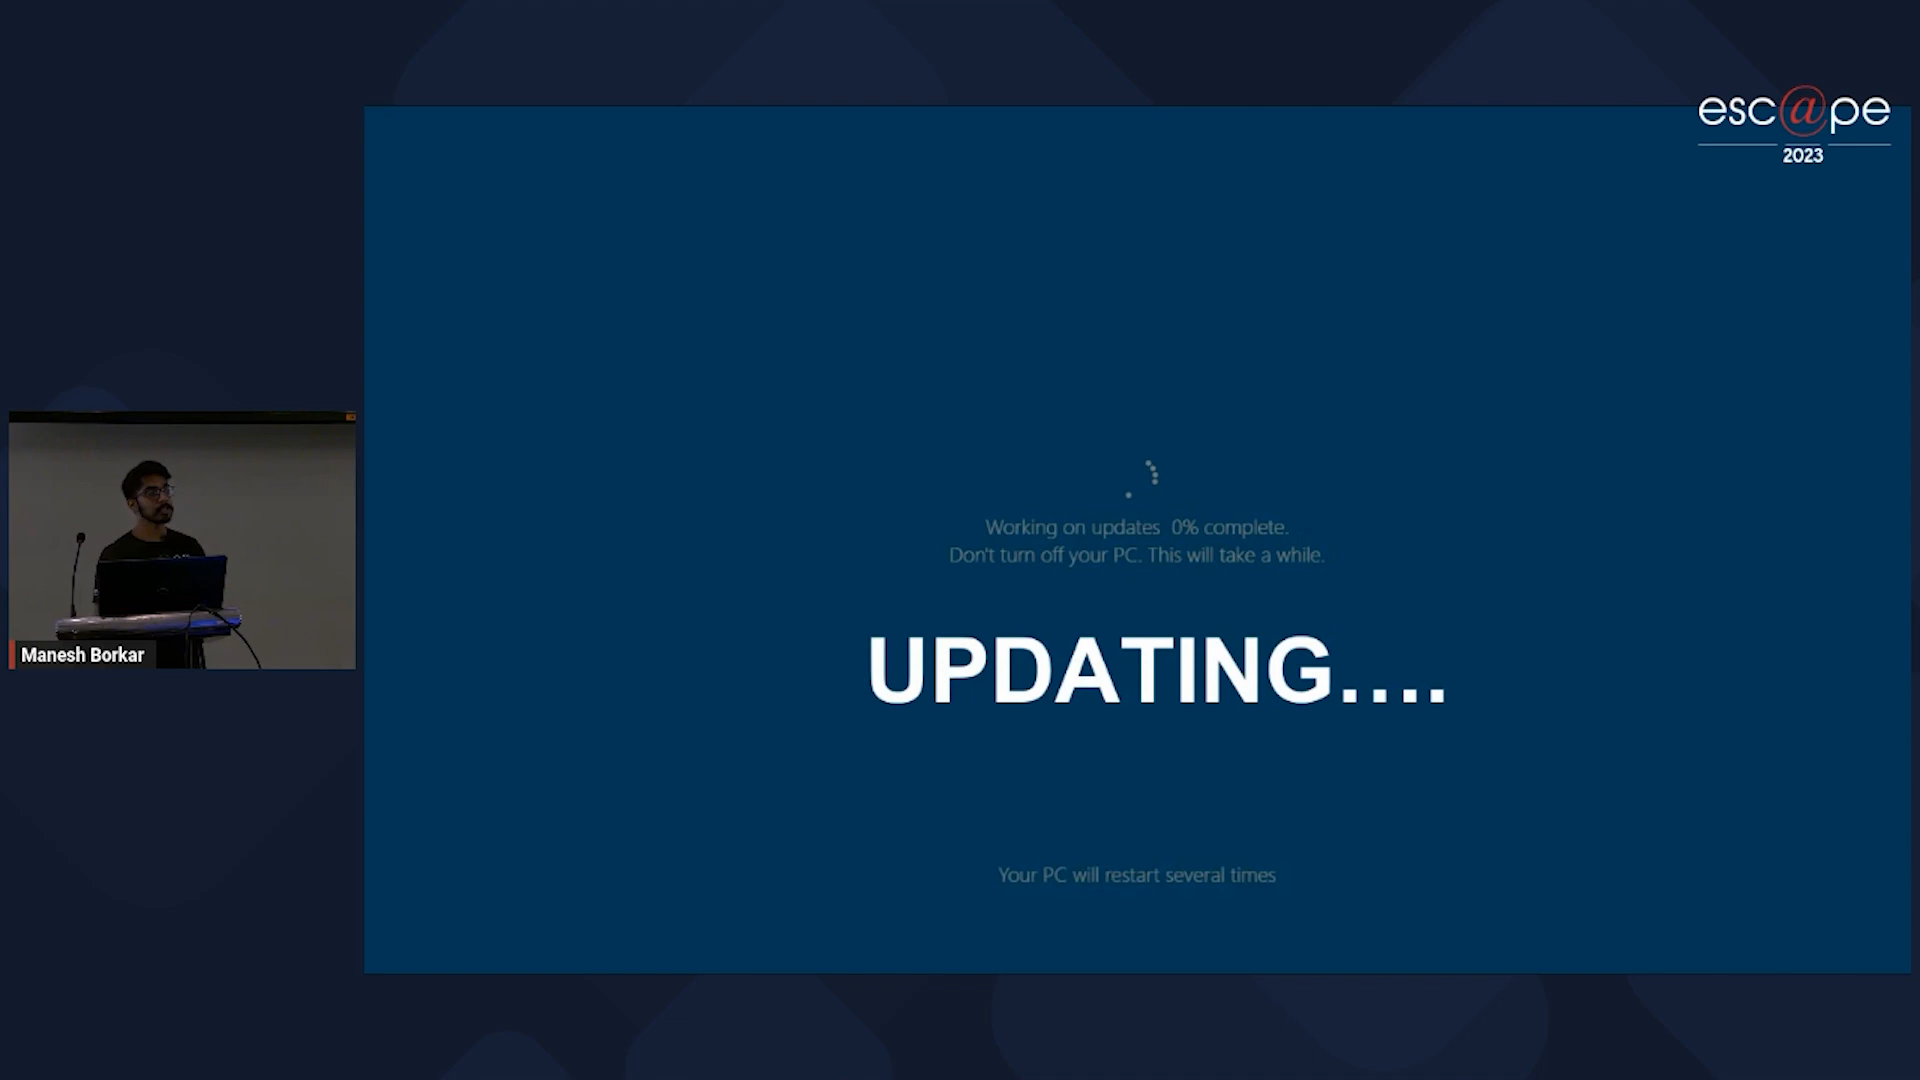 esc@pe
2023
Working on updates 0% complete.
Don't turn off your PC. This will take a while.
UPDATING....
Your PC will restart several times
Manesh Borkar